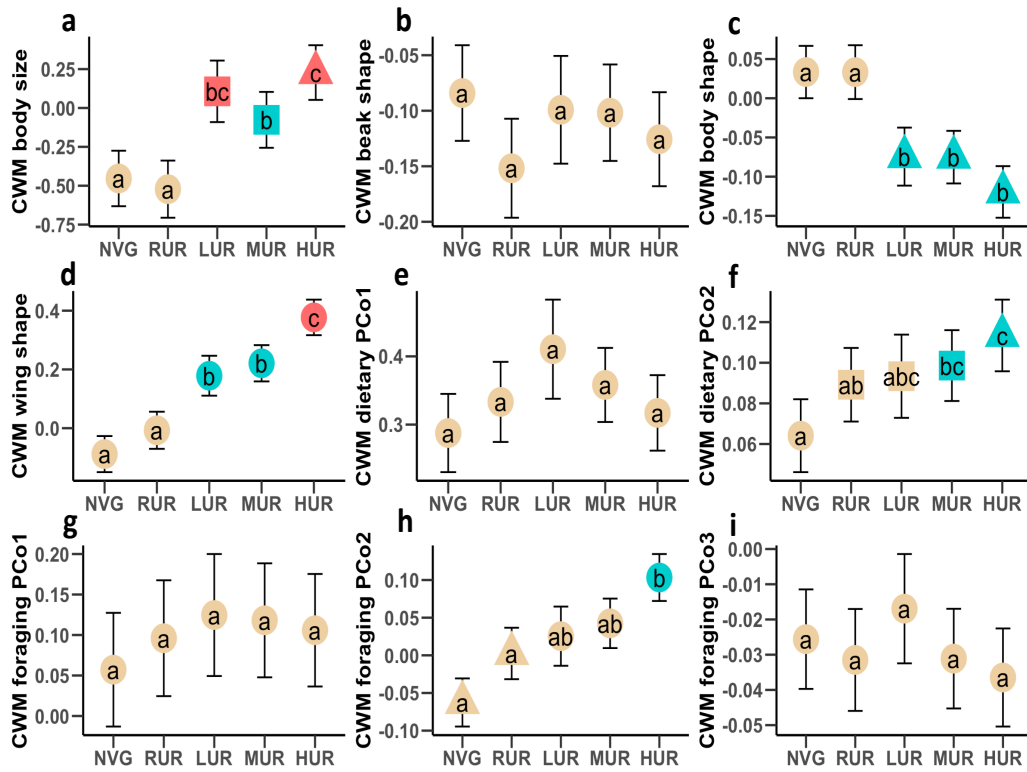 a
CWM body size
0.25
0.00
-0.25
-0.50
-0.75
a
a
bc
b
c
NVG RUR LUR MUR HUR
b
CWM beak shape
-0.05
-0.10
-0.15
-0.20
a
a
a
a
a
NVG RUR LUR MUR HUR
c
CWM body shape
0.05
0.00
-0.05
-0.10
-0.15
a
a
b
b
b
NVG RUR LUR MUR HUR
d
CWM wing shape
0.4
0.2
0.0
a
a
b
b
c
NVG RUR LUR MUR HUR
e
CWM dietary PCo1
0.4
0.3
a
a
a
a
a
NVG RUR LUR MUR HUR
f
CWM dietary PCo2
0.12
0.10
0.08
0.06
a
ab
abc
bc
c
NVG RUR LUR MUR HUR
g
CWM foraging PCo1
0.20
0.15
0.10
0.05
0.00
a
a
a
a
a
NVG RUR LUR MUR HUR
h
CWM foraging PCo2
0.10
0.05
0.00
-0.05
-0.10
a
a
ab
ab
b
NVG RUR LUR MUR HUR
i
CWM foraging PCo3
0.00
-0.01
-0.02
-0.03
-0.04
-0.05
a
a
a
a
a
NVG RUR LUR MUR HUR